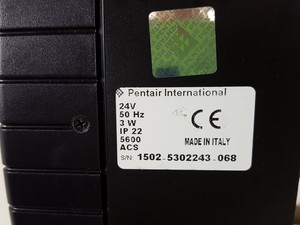 Pentair International
24V
50 Hz
3 W
IP 22
5600
ACS
CE
MADE IN ITALY
S/N: 1502-5302243-068